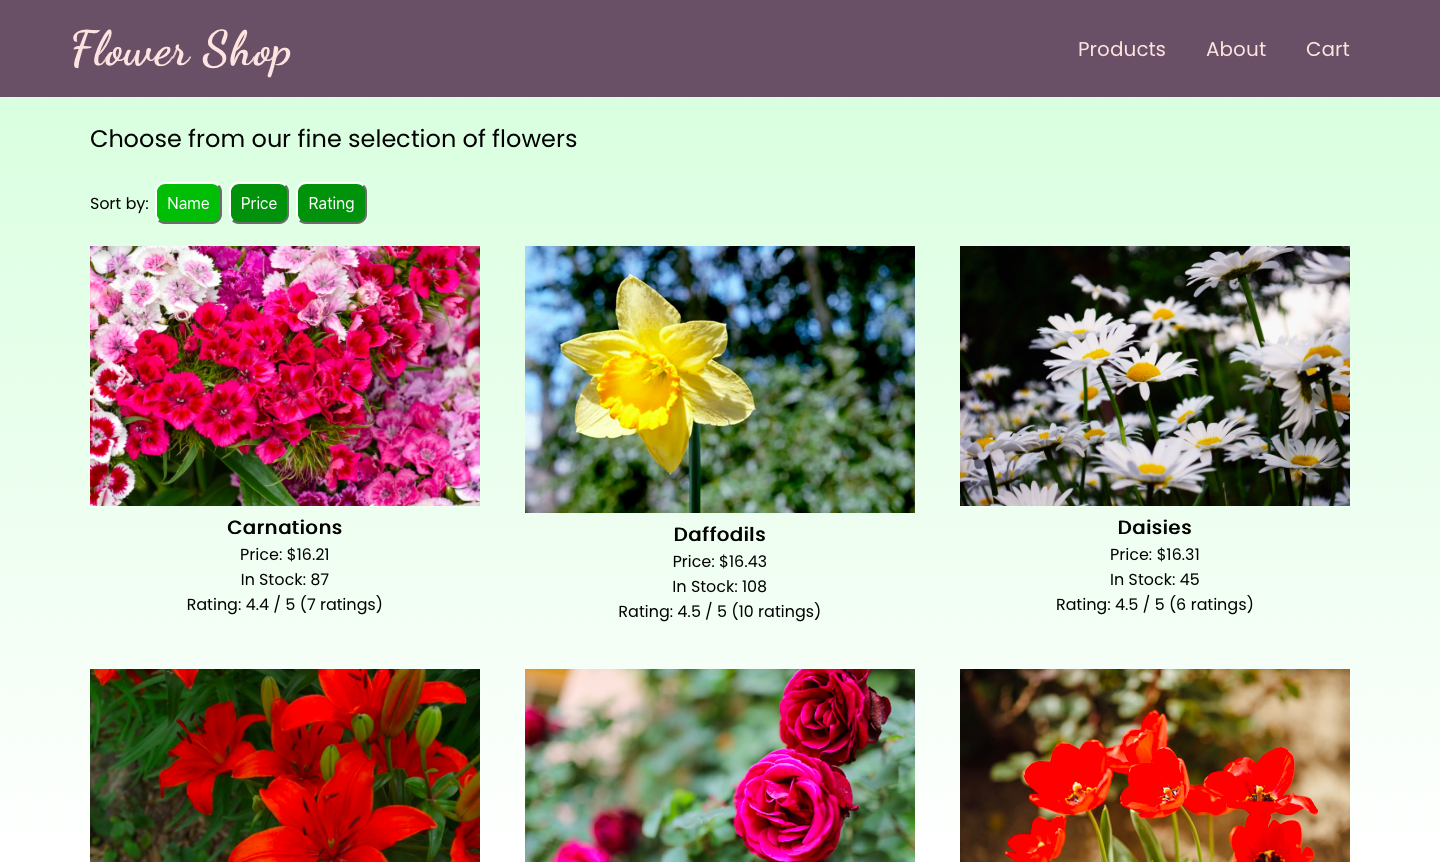 Flower Shop
Products About Cart
Choose from our fine selection of flowers
Sort by: Name Price Rating
Carnations
Price: $16.21
In Stock: 87
Rating: 4.4 / 5 (7 ratings)
Daffodils
Price: $16.43
In Stock: 108
Rating: 4.5 / 5 (10 ratings)
Daisies
Price: $16.31
In Stock: 45
Rating: 4.5 / 5 (6 ratings)